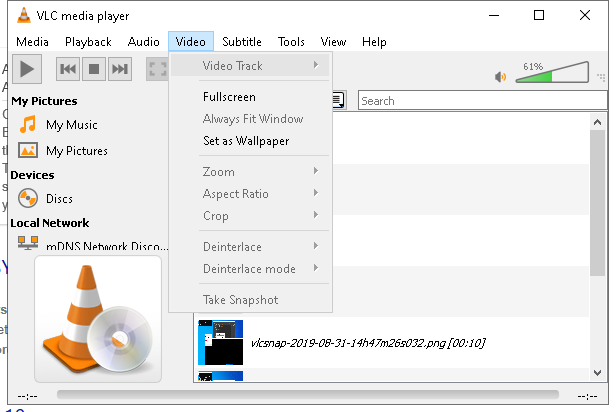 VLC media player
Media Playback Audio Video Subtitle Tools View Help
61%
Video Track
Fullscreen
Always Fit Window
Set as Wallpaper
Zoom
Aspect Ratio
Crop
Deinterlace
Deinterlace mode
Take Snapshot
Search
My Pictures
My Music
My Pictures
Devices
Discs
Local Network
mDNS Network Disco...
vlcsnap-2019-08-31-14h47m26s032.png [00:10]
--:-- --:--